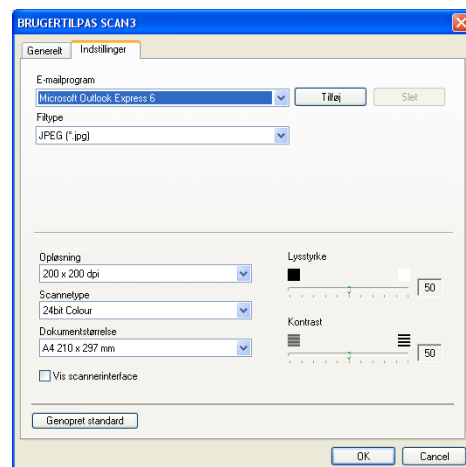 BRUGERTILPAS SCAN3
Generelt Indstillinger
E-mailprogram
Microsoft Outlook Express 6 Tilføj Slet
Filtype
JPEG (*.jpg)
Opløsning
200 x 200 dpi
Scannetype
24bit Colour
Dokumentstørrelse
A4 210 x 297 mm
Vis scannerinterface
Lysstyrke
50
Kontrast
50
Genopret standard
OK Cancel